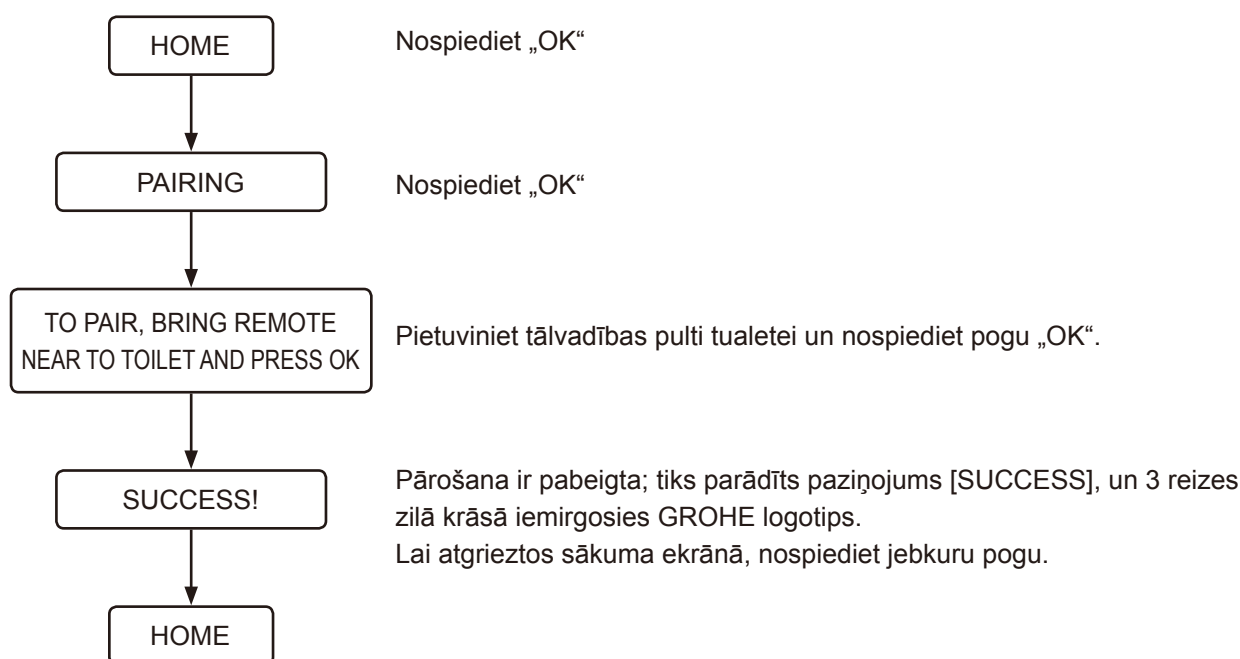 HOME
Nospiediet „OK“
PAIRING
Nospiediet „OK“
TO PAIR, BRING REMOTE
NEAR TO TOILET AND PRESS OK
Pietuviniet tālvadības pulti tualetei un nospiediet pogu „OK“.
SUCCESS!
Pārošana ir pabeigta; tiks parādīts paziņojums [SUCCESS], un 3 reizes
zilā krāsā iemirgosies GROHE logotips.
Lai atgrieztos sākuma ekrānā, nospiediet jebkuru pogu.
HOME